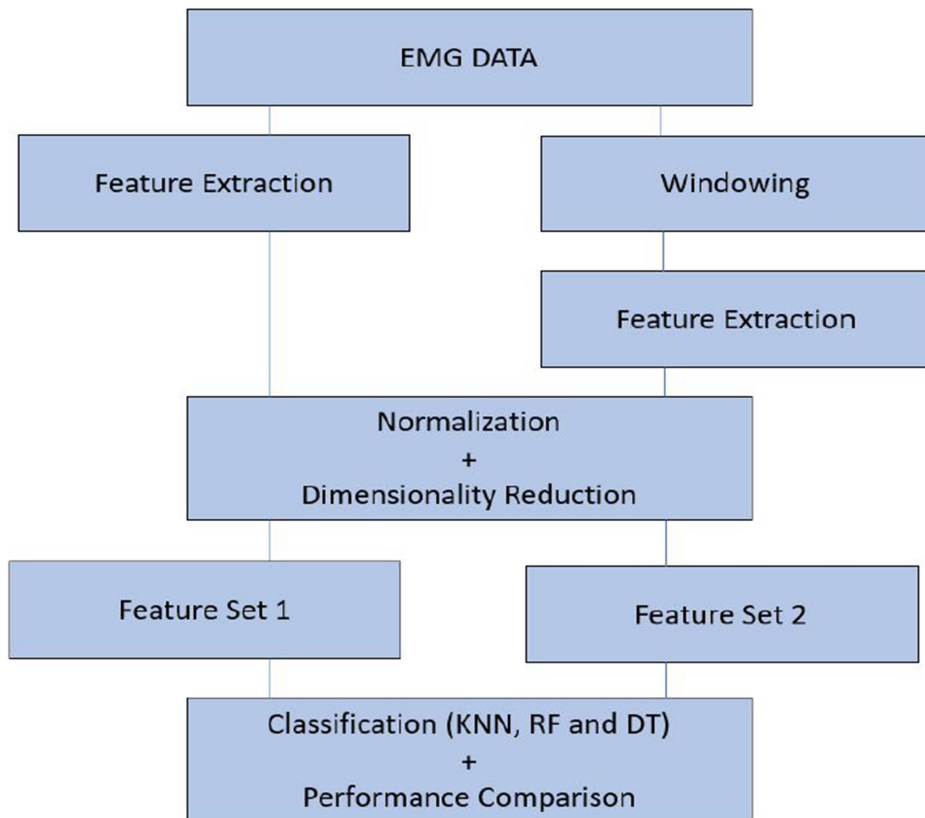 EMG DATA
Feature Extraction
Windowing
Feature Extraction
Normalization
+
Dimensionality Reduction
Feature Set 1
Feature Set 2
Classification (KNN, RF and DT)
+
Performance Comparison